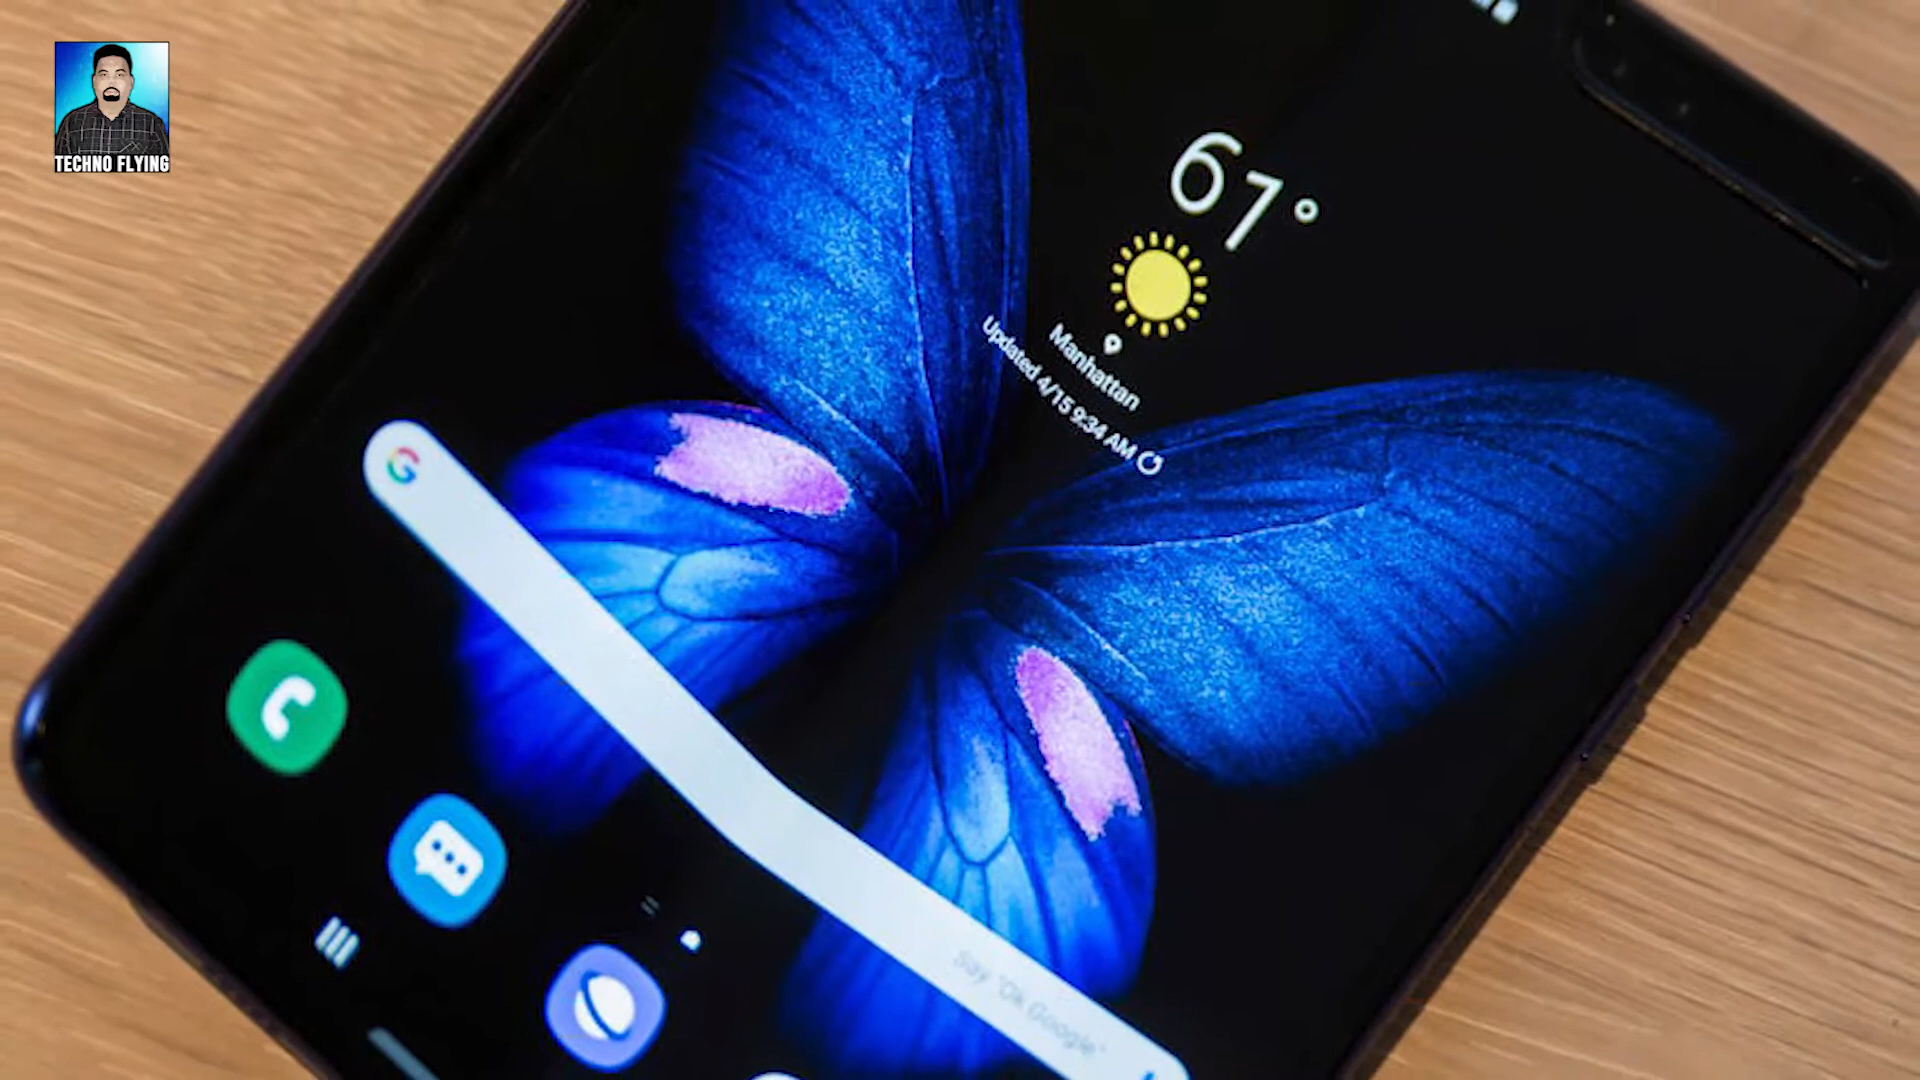 TECHNO FLYING
67°
Manhattan
Updated 4/15 9:34 AM
G
Say "Ok Google"